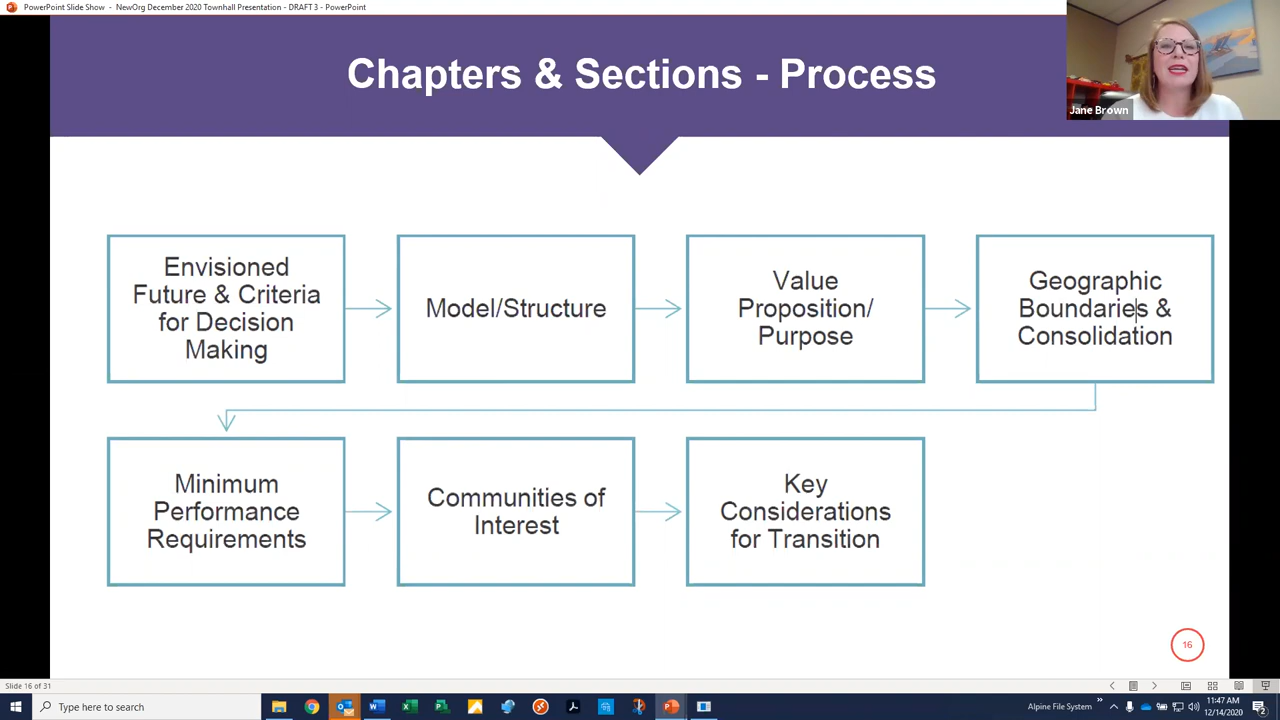 PowerPoint Slide Show - NewOrg December 2020 Townhall Presentation - DRAFT 3 - PowerPoint
Chapters & Sections - Process
Jane Brown
Envisioned
Future & Criteria
for Decision
Making
Model/Structure
Value
Proposition/
Purpose
Geographic
Boundaries &
Consolidation
Minimum
Performance
Requirements
Communities of
Interest
Key
Considerations
for Transition
16
Slide 16 of 31
Type here to search
Alpine File System
11:47 AM
12/14/2020
2